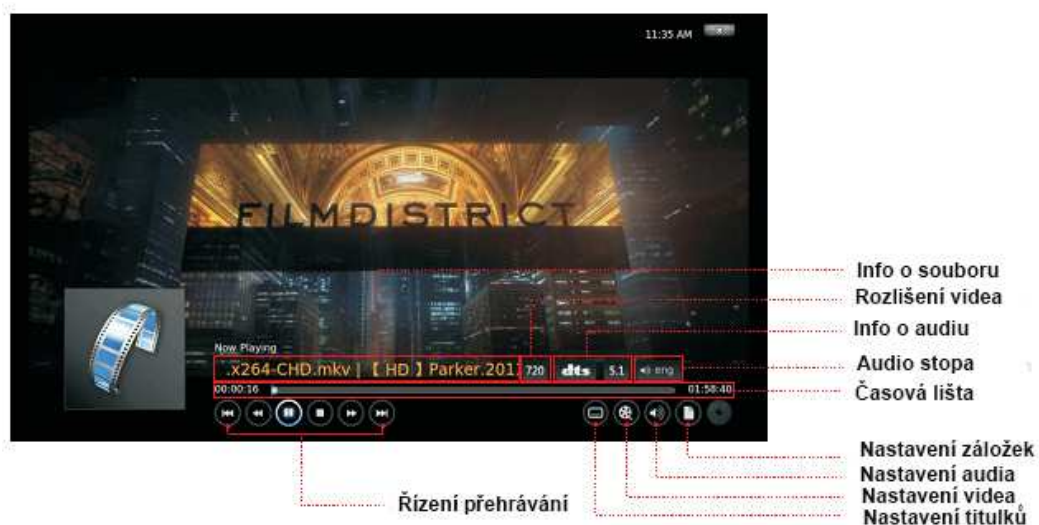 11:35 AM
FILMDISTRICT
Info o souboru
Rozlišení videa
Info o audiu
Now Playing
.x264-CHD.mkv | 【 HD 】 Parker.201 720 dts 5.1 eng
Audio stopa
00:00:16 01:58:40
Časová lišta
Nastavení záložek
Nastavení audia
Nastavení videa
Nastavení titulků
Řízení přehrávání